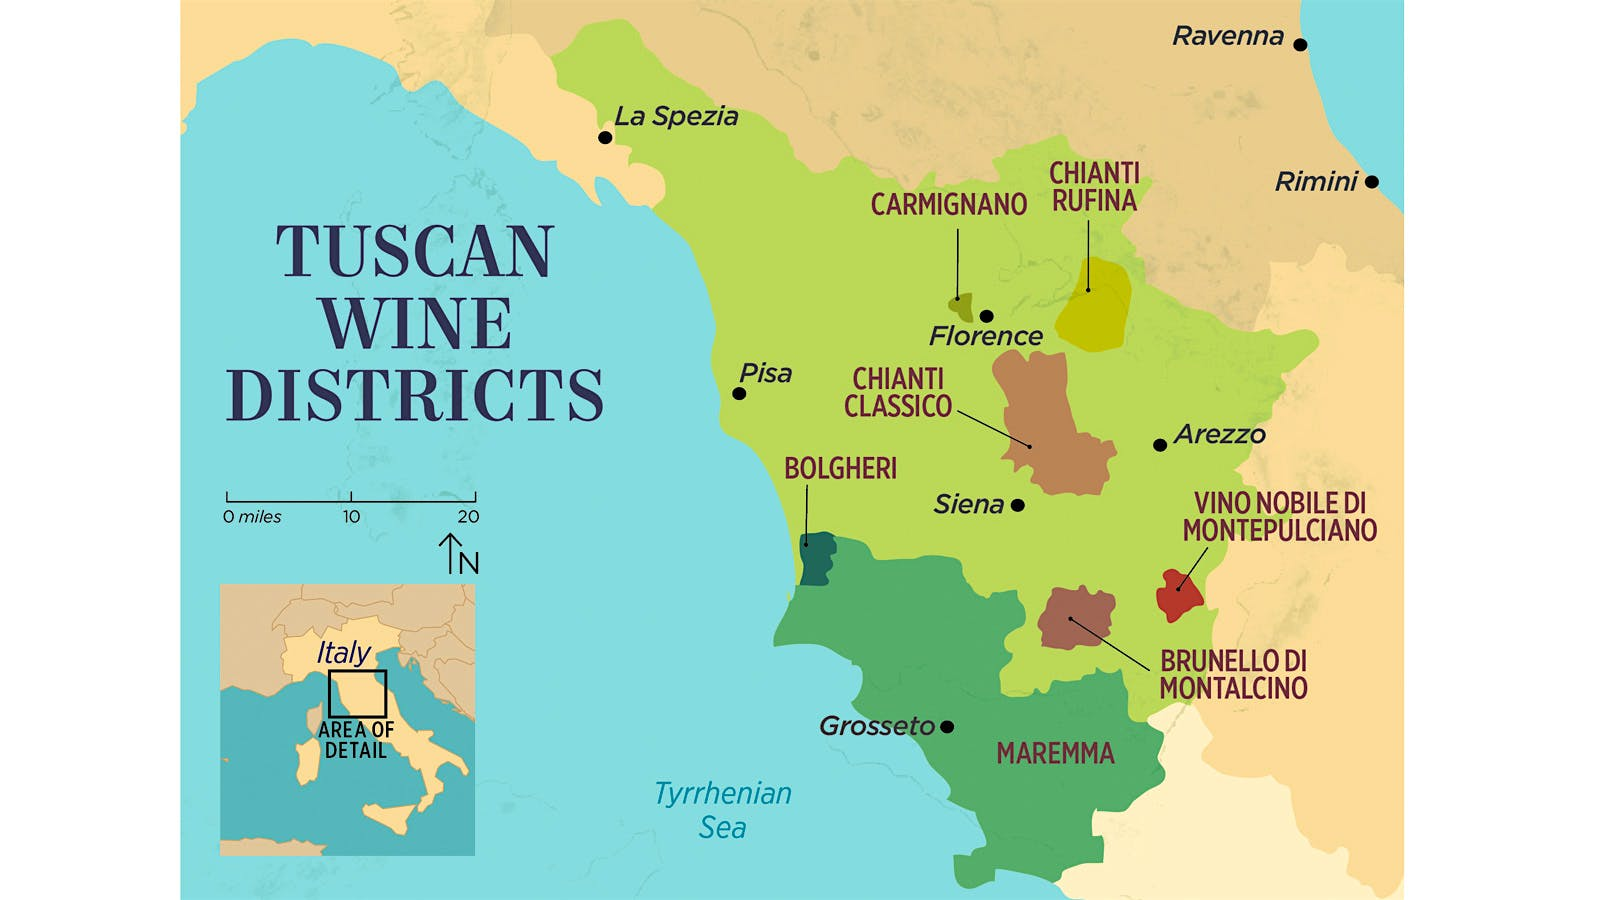 Ravenna
La Spezia
CHIANTI
RUFINA
Rimini
CARMIGNANO
TUSCAN
WINE
DISTRICTS
Florence
Pisa
CHIANTI
CLASSICO
Arezzo
BOLGHERI
Siena
VINO NOBILE DI
MONTEPULCIANO
0 miles 10 20
N
Italy
AREA OF
DETAIL
BRUNELLO DI
MONTALCINO
Grosseto
MAREMMA
Tyrrhenian
Sea